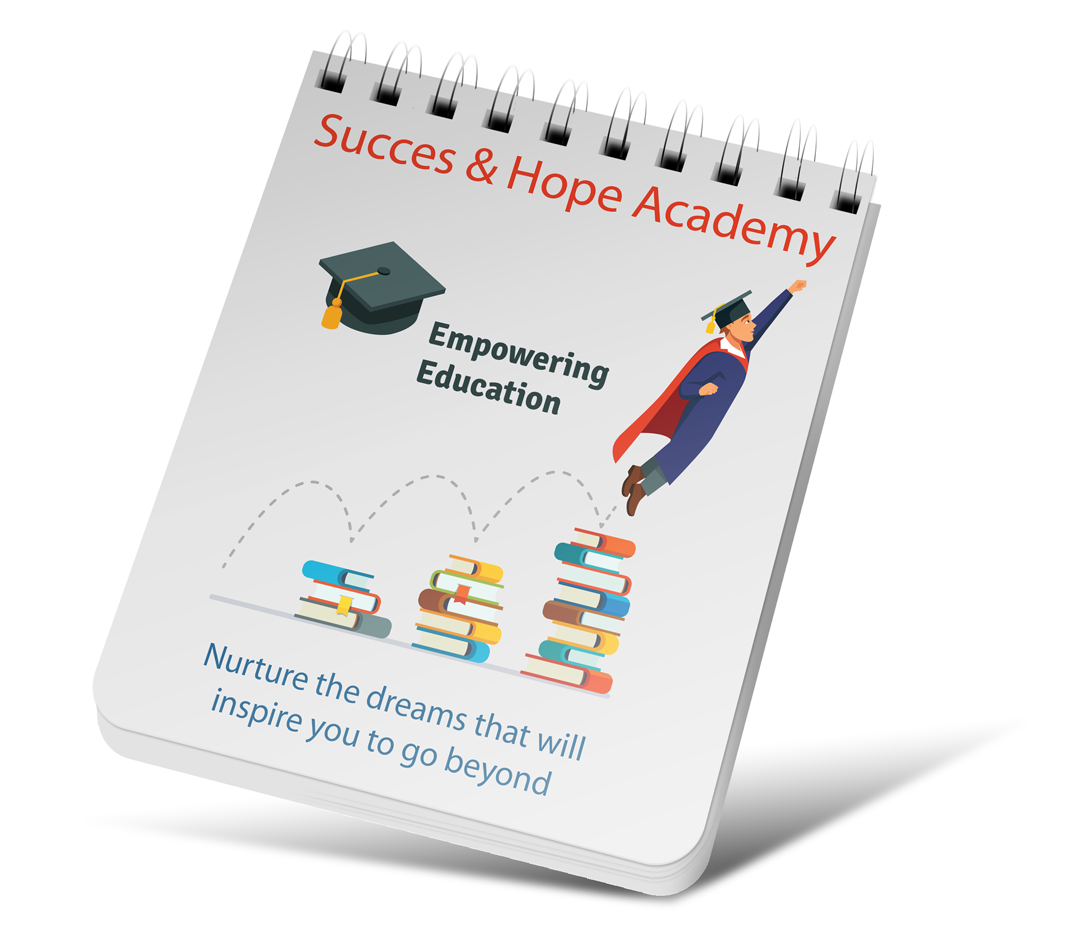 Succes & Hope Academy
Empowering
Education
Nurture the dreams that will
inspire you to go beyond